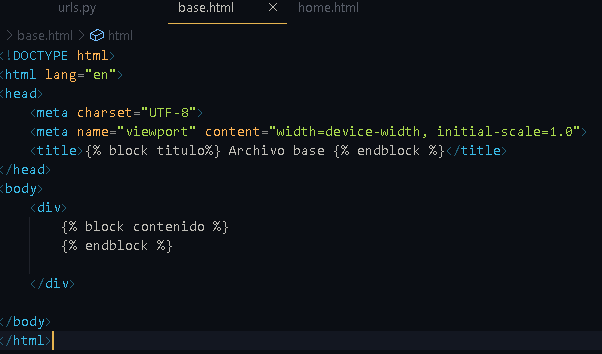 urls.py base.html × home.html
> base.html > html
<!DOCTYPE html>
<html lang="en">
<head>
    <meta charset="UTF-8">
    <meta name="viewport" content="width=device-width, initial-scale=1.0">
    <title>{% block titulo%} Archivo base {% endblock %}</title>
</head>
<body>
    <div>
        {% block contenido %}
        {% endblock %}
    </div>
</body>
</html>